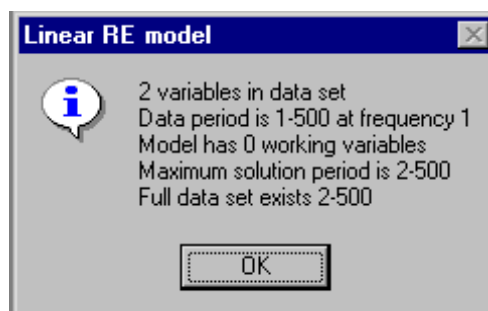 Linear RE model
2 variables in data set
Data period is 1-500 at frequency 1
Model has 0 working variables
Maximum solution period is 2-500
Full data set exists 2-500
OK